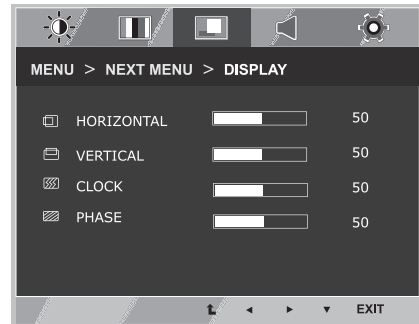 MENU > NEXT MENU > DISPLAY
HORIZONTAL 50
VERTICAL 50
CLOCK 50
PHASE 50
EXIT